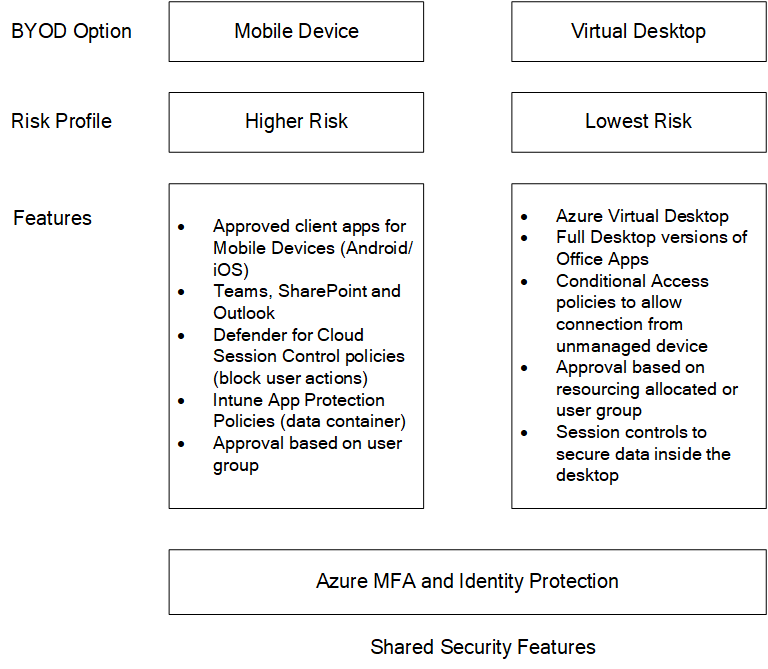 BYOD Option
Mobile Device
Virtual Desktop
Risk Profile
Higher Risk
Lowest Risk
Features
• Approved client apps for
Mobile Devices (Android/
iOS)
• Teams, SharePoint and
Outlook
• Defender for Cloud
Session Control policies
(block user actions)
• Intune App Protection
Policies (data container)
• Approval based on user
group
• Azure Virtual Desktop
• Full Desktop versions of
Office Apps
• Conditional Access
policies to allow
connection from
unmanaged device
• Approval based on
resourcing allocated or
user group
• Session controls to
secure data inside the
desktop
Azure MFA and Identity Protection
Shared Security Features